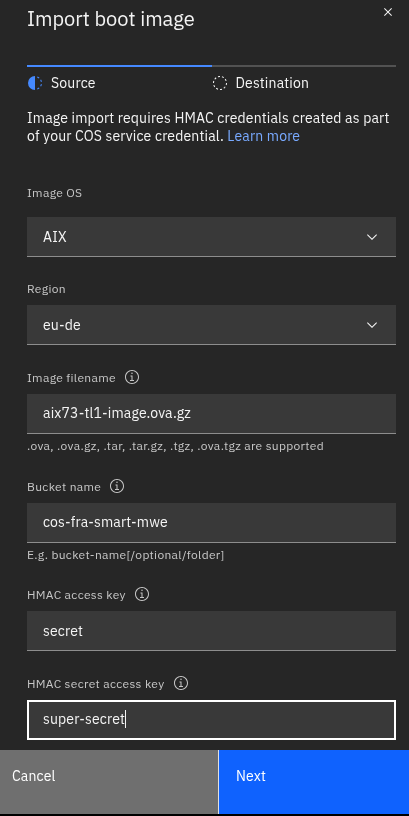 Import boot image
Source
Destination
Image import requires HMAC credentials created as part
of your COS service credential. Learn more
Image OS
AIX
Region
eu-de
Image filename
aix73-tl1-image.ova.gz
.ova, .ova.gz, .tar, .tar.gz, .tgz, .ova.tgz are supported
Bucket name
cos-fra-smart-mwe
E.g. bucket-name[/optional/folder]
HMAC access key
secret
HMAC secret access key
super-secret
Cancel
Next